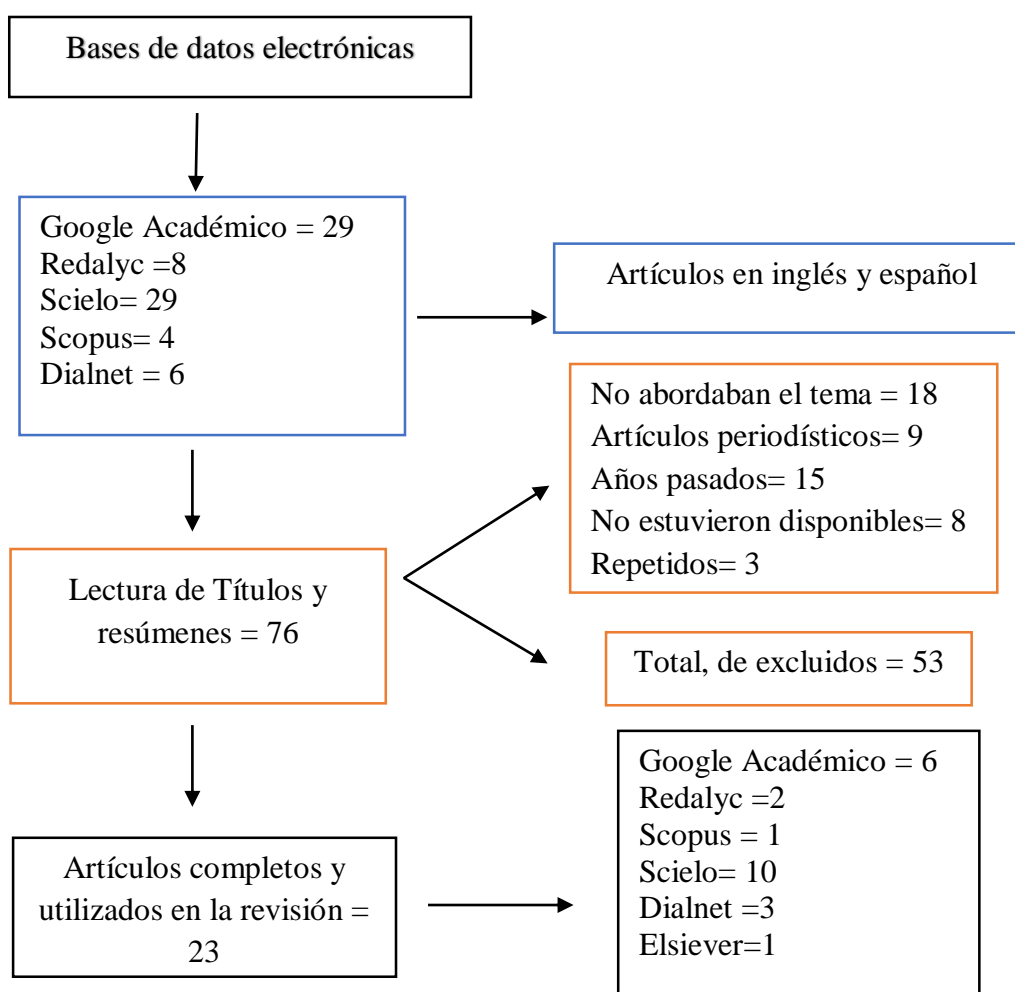 Bases de datos electrónicas
Google Académico = 29
Redalyc =8
Scielo= 29
Scopus= 4
Dialnet = 6
Artículos en inglés y español
No abordaban el tema = 18
Artículos periodísticos= 9
Años pasados= 15
No estuvieron disponibles= 8
Repetidos= 3
Lectura de Títulos y
resúmenes = 76
Total, de excluidos = 53
Google Académico = 6
Redalyc =2
Scopus = 1
Scielo= 10
Dialnet =3
Elsiever=1
Artículos completos y
utilizados en la revisión =
23